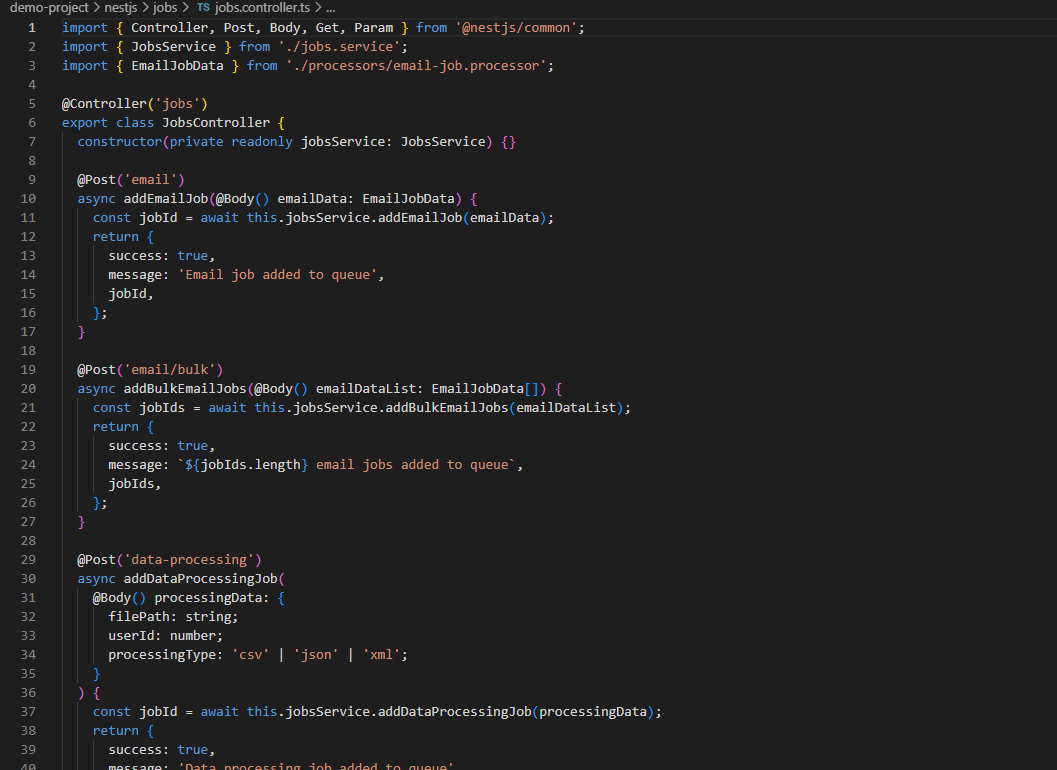 demo-project > nestjs > jobs > TS jobs.controller.ts > ...
1 import { Controller, Post, Body, Get, Param } from '@nestjs/common';
2 import { JobsService } from './jobs.service';
3 import { EmailJobData } from './processors/email-job.processor';
4
5 @Controller('jobs')
6 export class JobsController {
7   constructor(private readonly jobsService: JobsService) {}
8
9   @Post('email')
10   async addEmailJob(@Body() emailData: EmailJobData) {
11     const jobId = await this.jobsService.addEmailJob(emailData);
12     return {
13       success: true,
14       message: 'Email job added to queue',
15       jobId,
16     };
17   }
18
19   @Post('email/bulk')
20   async addBulkEmailJobs(@Body() emailDataList: EmailJobData[]) {
21     const jobIds = await this.jobsService.addBulkEmailJobs(emailDataList);
22     return {
23       success: true,
24       message: `${jobIds.length} email jobs added to queue`,
25       jobIds,
26     };
27   }
28
29   @Post('data-processing')
30   async addDataProcessingJob(
31     @Body() processingData: {
32       filePath: string;
33       userId: number;
34       processingType: 'csv' | 'json' | 'xml';
35     }
36   ) {
37     const jobId = await this.jobsService.addDataProcessingJob(processingData);
38     return {
39       success: true,
40       message: 'Data processing job added to queue'